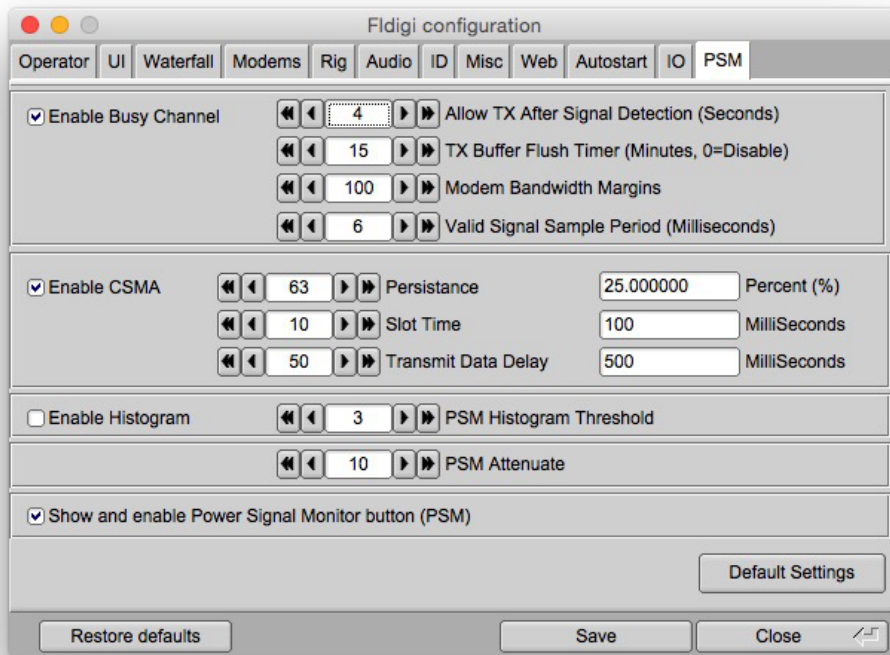 Fldigi configuration
Operator UI Waterfall Modems Rig Audio ID Misc Web Autostart IO PSM
Enable Busy Channel 4 Allow TX After Signal Detection (Seconds)
15 TX Buffer Flush Timer (Minutes, 0=Disable)
100 Modem Bandwidth Margins
6 Valid Signal Sample Period (Milliseconds)
Enable CSMA 63 Persistance 25.000000 Percent (%)
10 Slot Time 100 MilliSeconds
50 Transmit Data Delay 500 MilliSeconds
Enable Histogram 3 PSM Histogram Threshold
10 PSM Attenuate
Show and enable Power Signal Monitor button (PSM)
Default Settings
Restore defaults Save Close